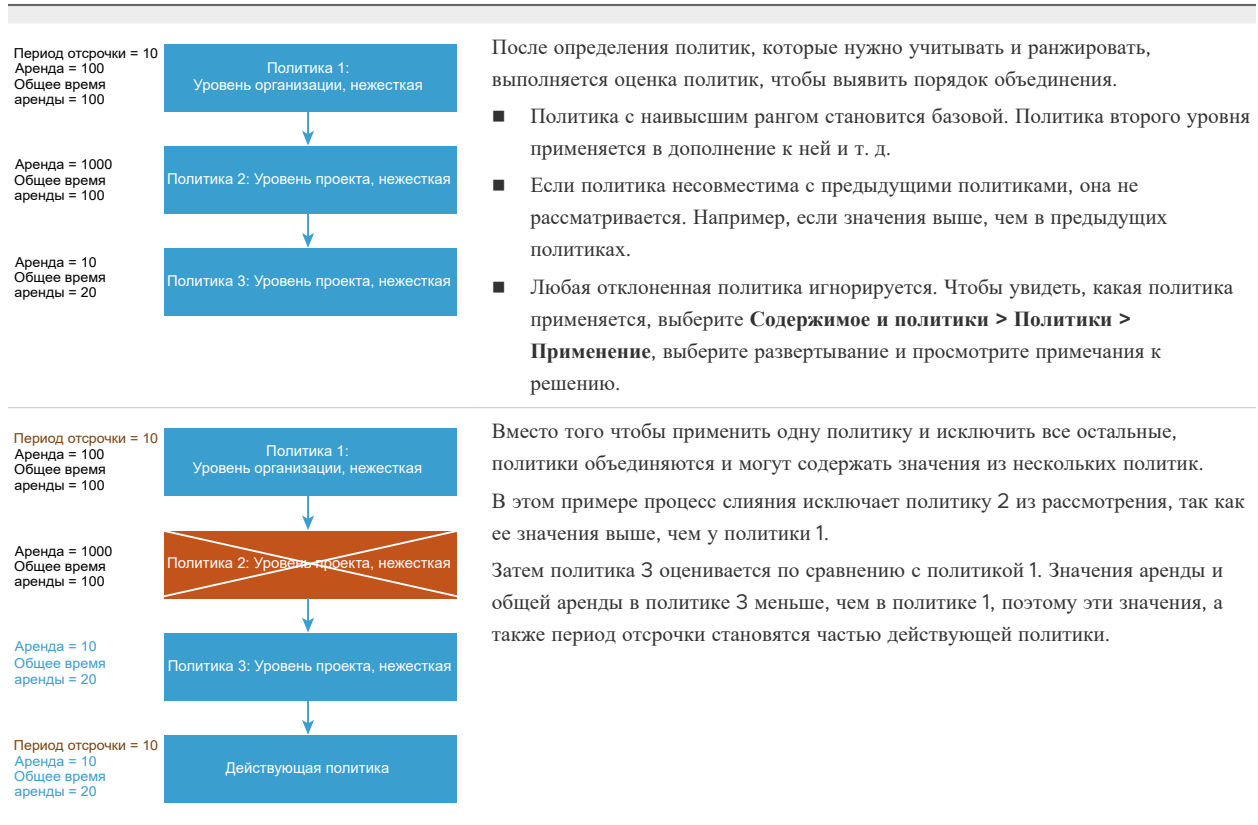 Период отсрочки = 10
Аренда = 100
Общее время
аренды = 100
Политика 1:
Уровень организации, нежесткая
Аренда = 1000
Общее время
аренды = 100
Политика 2: Уровень проекта, нежесткая
Аренда = 10
Общее время
аренды = 20
Политика 3: Уровень проекта, нежесткая
После определения политик, которые нужно учитывать и ранжировать,
выполняется оценка политик, чтобы выявить порядок объединения.
■ Политика с наивысшим рангом становится базовой. Политика второго уровня
применяется в дополнение к ней и т. д.
■ Если политика несовместима с предыдущими политиками, она не
рассматривается. Например, если значения выше, чем в предыдущих
политиках.
■ Любая отклоненная политика игнорируется. Чтобы увидеть, какая политика
применяется, выберите Содержимое и политики > Политики >
Применение, выберите развертывание и просмотрите примечания к
решению.
Период отсрочки = 10
Аренда = 100
Общее время
аренды = 100
Политика 1:
Уровень организации, нежесткая
Аренда = 1000
Общее время
аренды = 100
Политика 2: Уровень проекта, нежесткая
Аренда = 10
Общее время
аренды = 20
Политика 3: Уровень проекта, нежесткая
Период отсрочки = 10
Аренда = 10
Общее время
аренды = 20
Действующая политика
Вместо того чтобы применить одну политику и исключить все остальные,
политики объединяются и могут содержать значения из нескольких политик.
В этом примере процесс слияния исключает политику 2 из рассмотрения, так как
ее значения выше, чем у политики 1.
Затем политика 3 оценивается по сравнению с политикой 1. Значения аренды и
общей аренды в политике 3 меньше, чем в политике 1, поэтому эти значения, а
также период отсрочки становятся частью действующей политики.